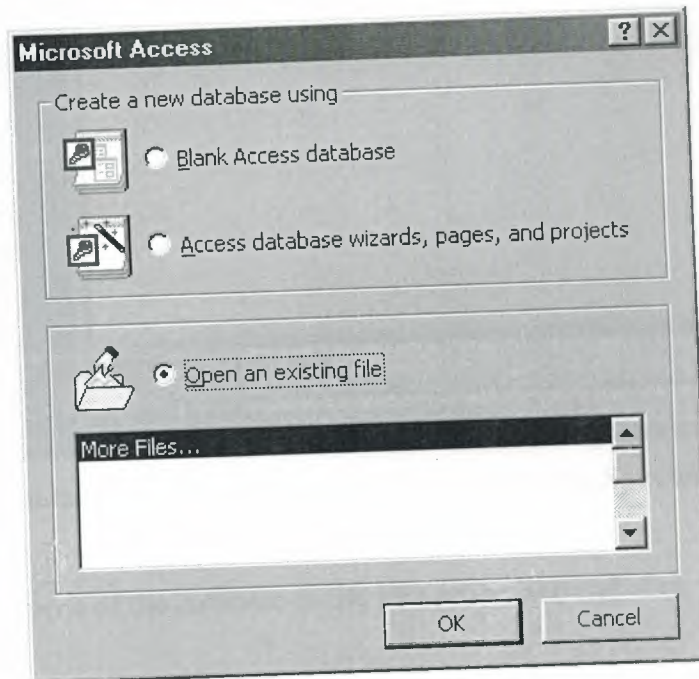 Microsoft Access
Create a new database using
Blank Access database
Access database wizards, pages, and projects
Open an existing file
More Files...
OK
Cancel